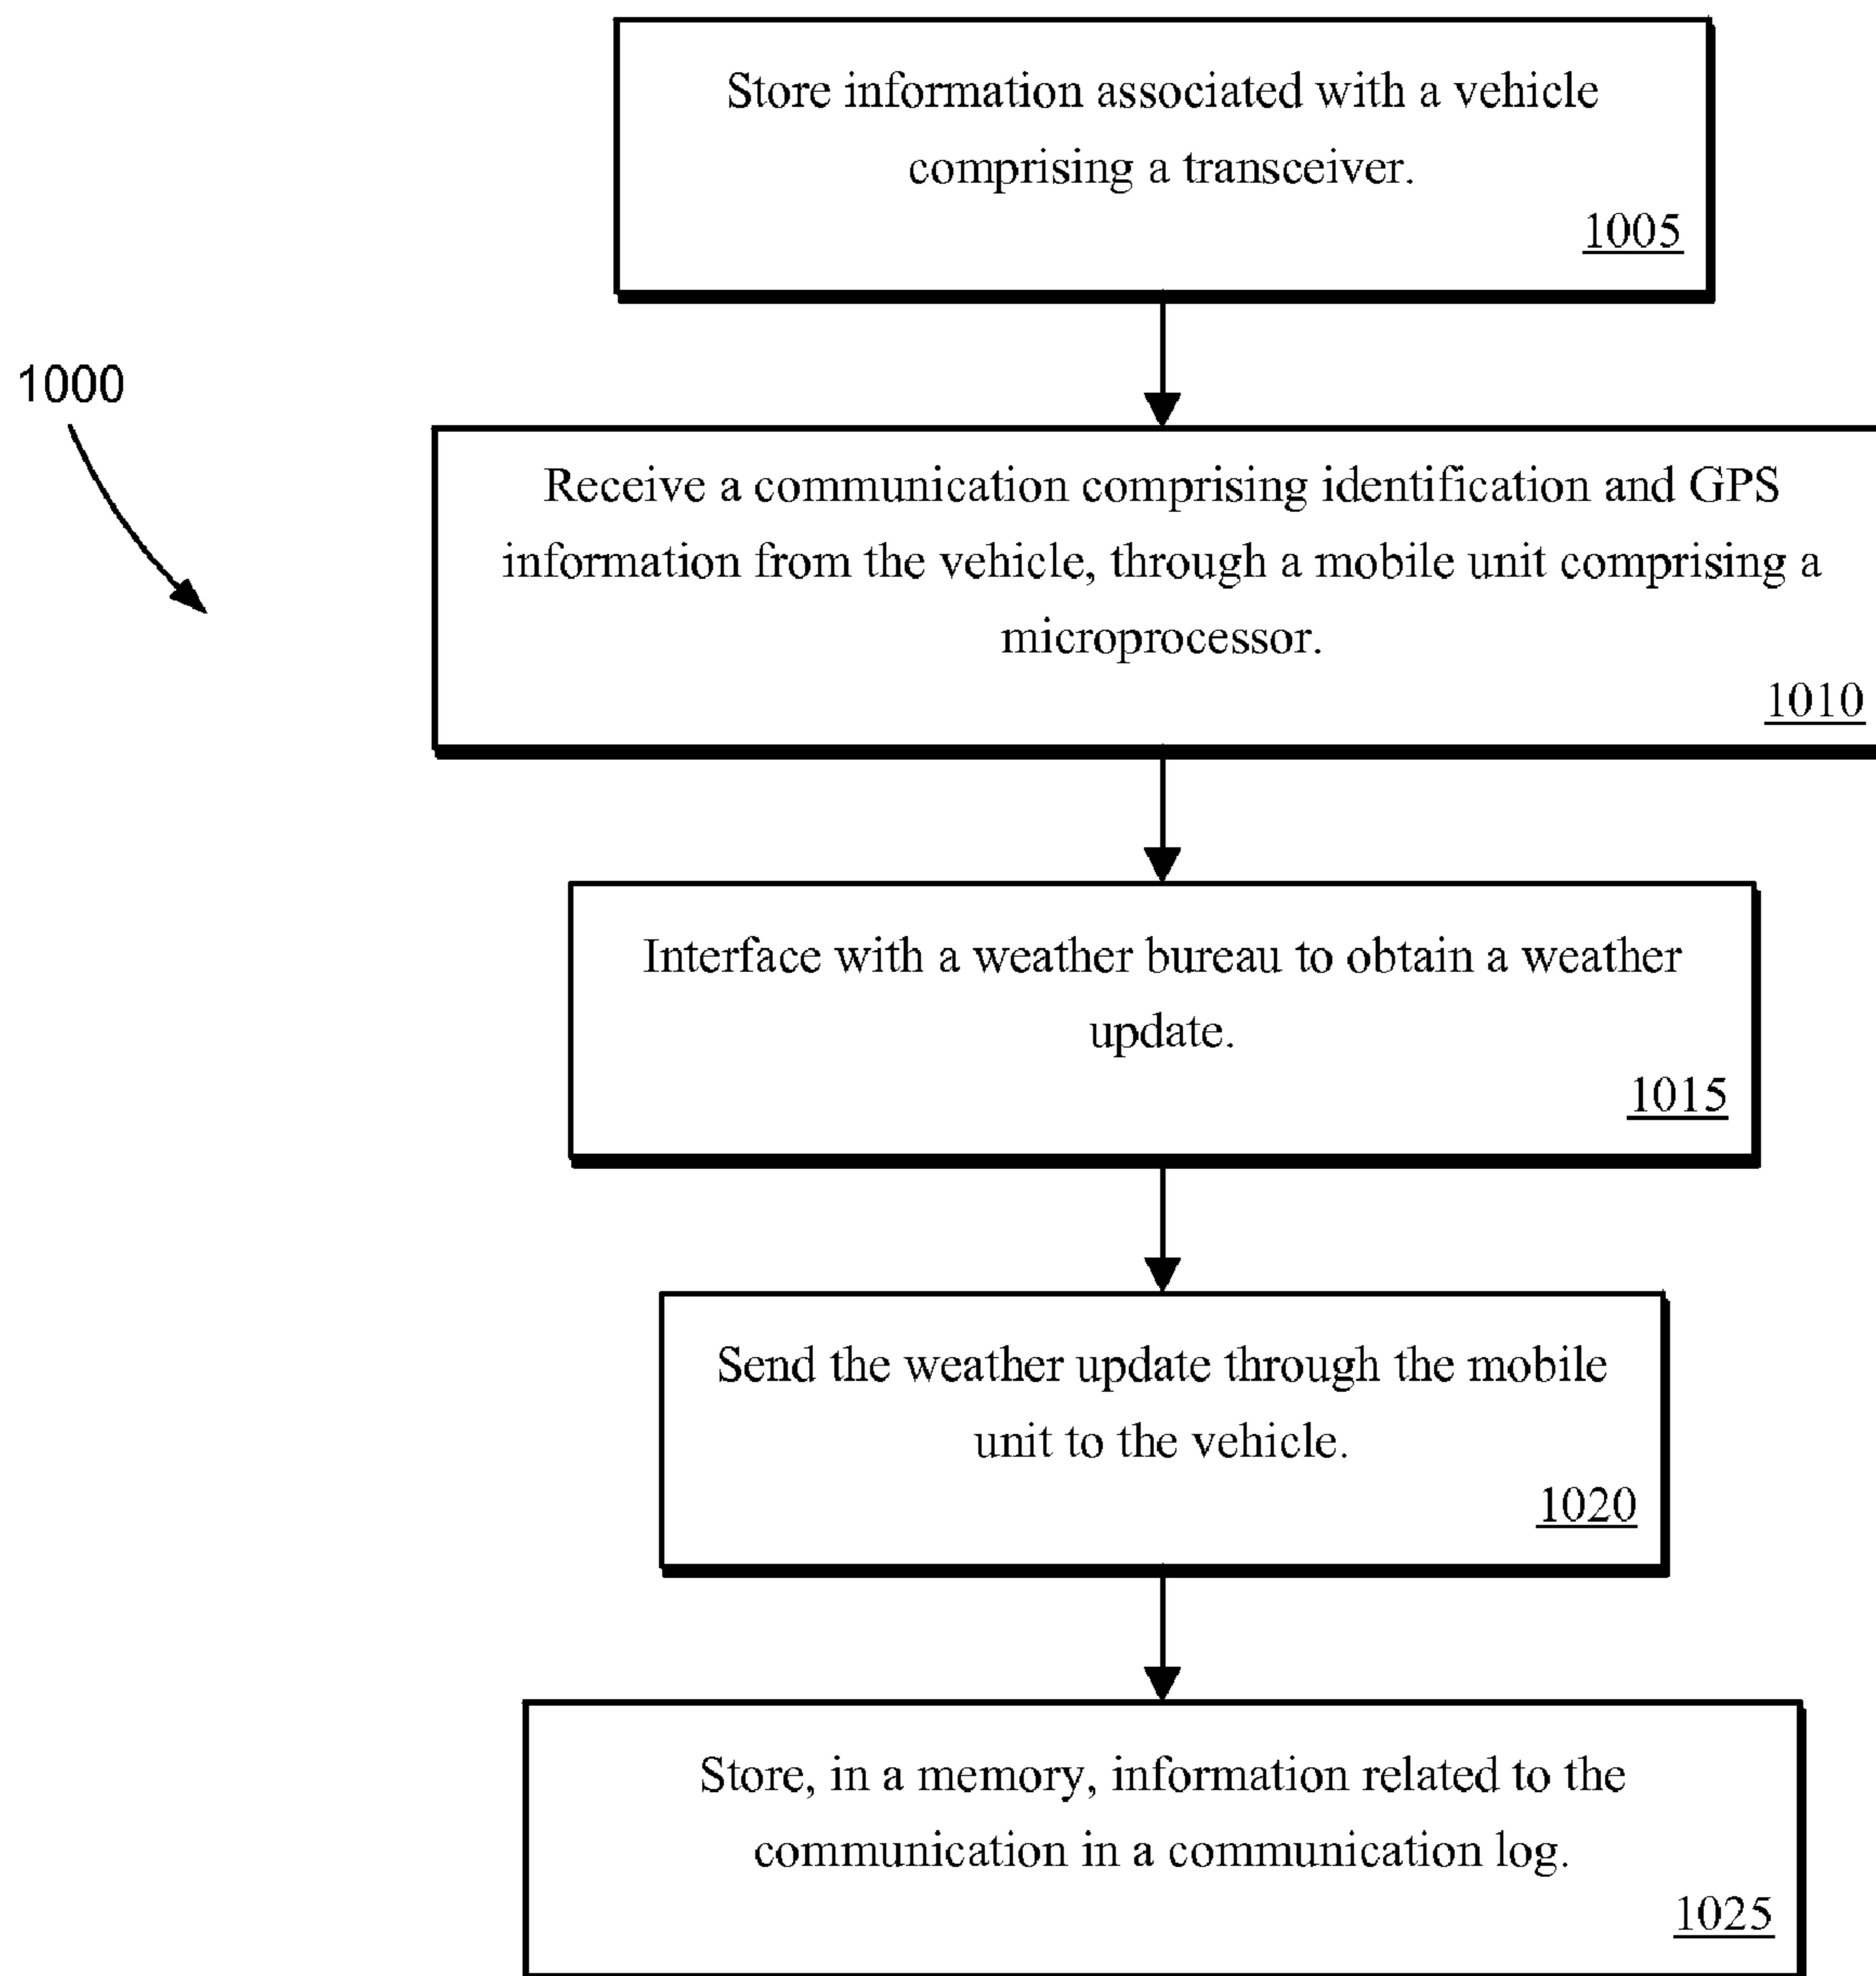 Store information associated with a vehicle
comprising a transceiver.
1005
1000
Receive a communication comprising identification and GPS
information from the vehicle, through a mobile unit comprising a
microprocessor.
1010
Interface with a weather bureau to obtain a weather
update.
1015
Send the weather update through the mobile
unit to the vehicle.
1020
Store, in a memory, information related to the
communication in a communication log.
1025